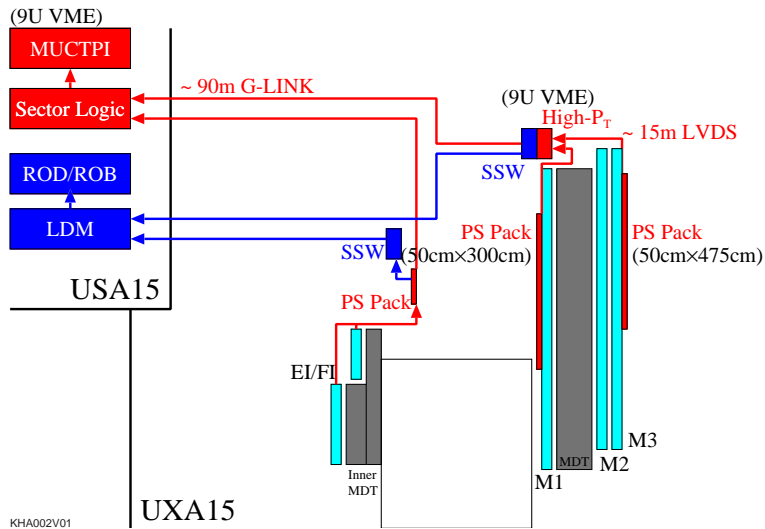 (9U VME)
MUCTPI
Sector Logic
~ 90m G-LINK
(9U VME)
High-PT
~ 15m LVDS
ROD/ROB
SSW
LDM
SSW
(50cm×300cm)
PS Pack
PS Pack
(50cm×475cm)
USA15
PS Pack
EI/FI
M3
Inner
MDT
MDT
M2
M1
UXA15
KHA002V01